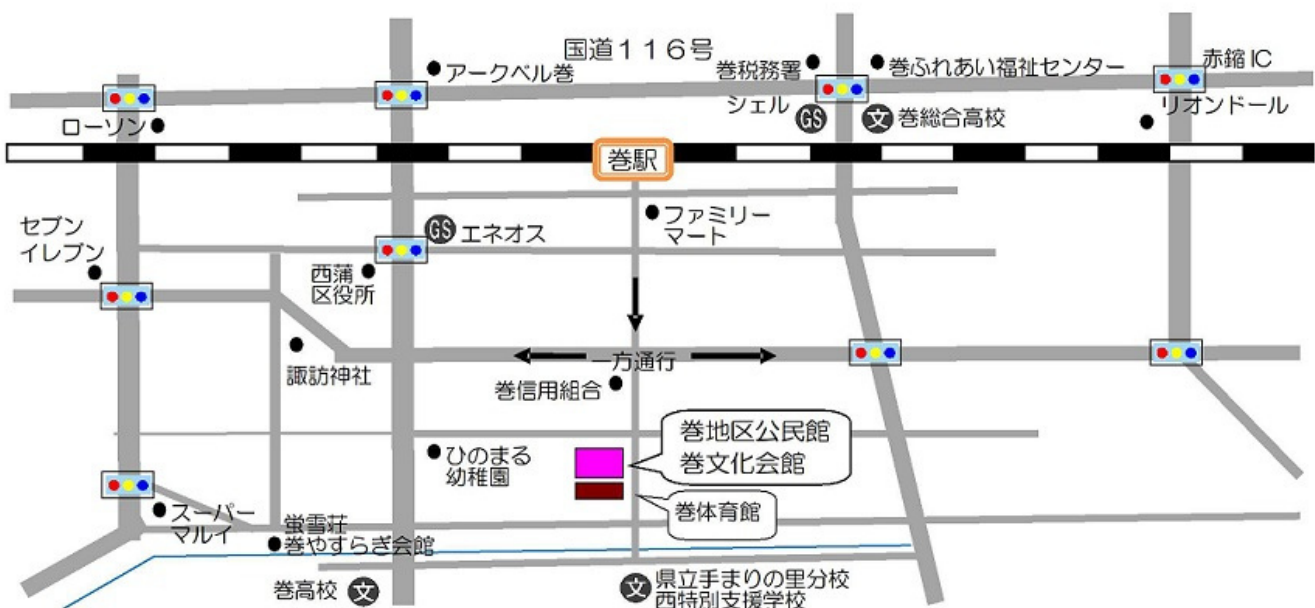 国道116号
アークベル巻
巻税務署
巻ふれあい福祉センター
赤鏥IC
シェル
GS
文
巻総合高校
リオンドール
ローソン
巻駅
セブン
イレブン
GS
エネオス
ファミリー
マート
西蒲
区役所
一方通行
諏訪神社
巻信用組合
巻地区公民館
巻文化会館
ひのまる
幼稚園
巻体育館
スーパー
マルイ
蛍雪荘
巻やすらぎ会館
巻高校
文
文
県立手まりの里分校
西特別支援学校